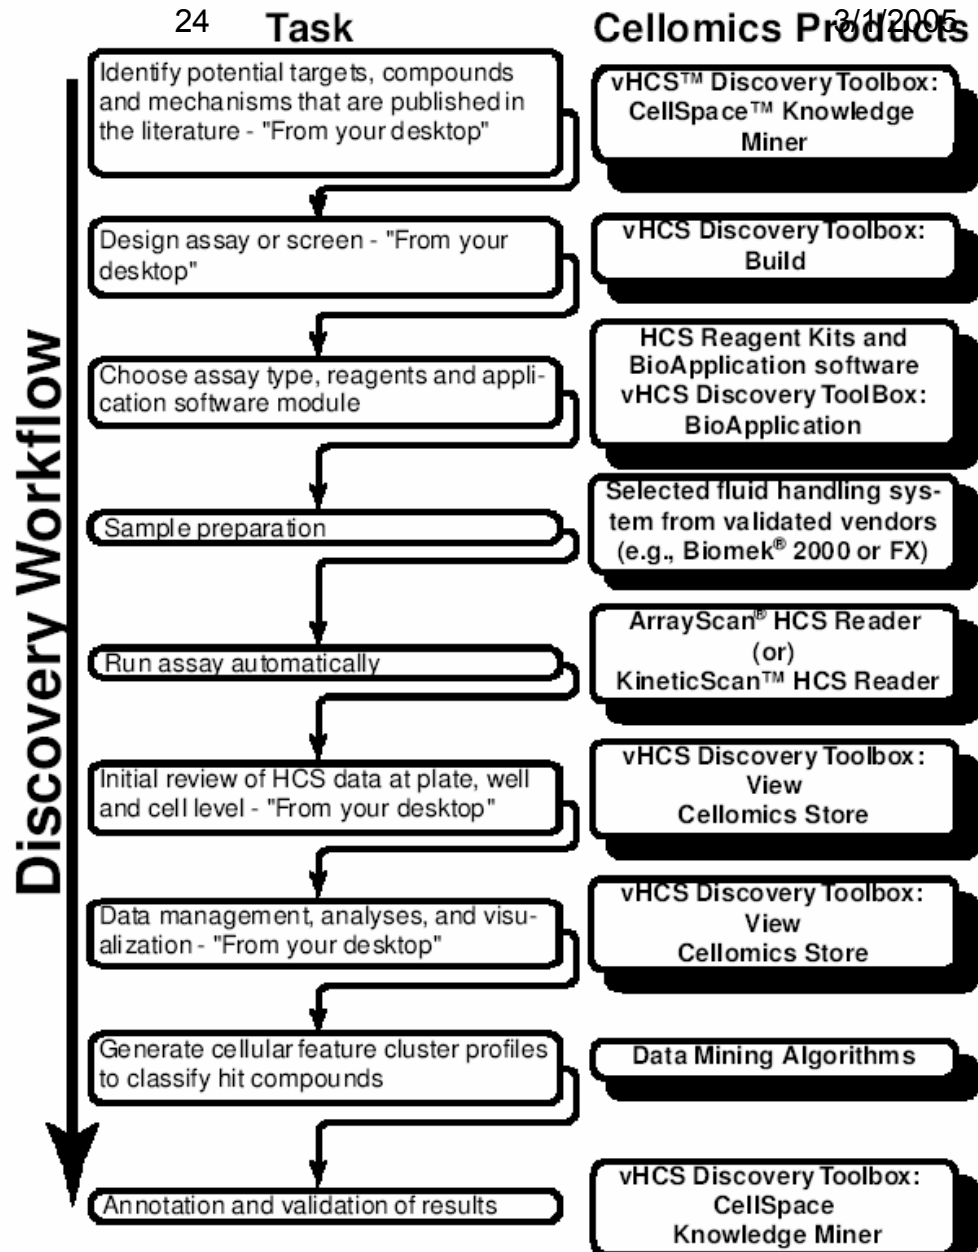 24
3/1/2005
Task
Cellomics Products
Discovery Workflow
Identify potential targets, compounds
and mechanisms that are published in
the literature - "From your desktop"
vHCS™ Discovery Toolbox:
CellSpace™ Knowledge
Miner
Design assay or screen - "From your
desktop"
vHCS Discovery Toolbox:
Build
Choose assay type, reagents and appli-
cation software module
HCS Reagent Kits and
BioApplication software
vHCS Discovery ToolBox:
BioApplication
Sample preparation
Selected fluid handling sys-
tem from validated vendors
(e.g., Biomek® 2000 or FX)
Run assay automatically
ArrayScan® HCS Reader
(or)
KineticScan™ HCS Reader
Initial review of HCS data at plate, well
and cell level - "From your desktop"
vHCS Discovery Toolbox:
View
Cellomics Store
Data management, analyses, and visu-
alization - "From your desktop"
vHCS Discovery Toolbox:
View
Cellomics Store
Generate cellular feature cluster profiles
to classify hit compounds
Data Mining Algorithms
Annotation and validation of results
vHCS Discovery Toolbox:
CellSpace
Knowledge Miner